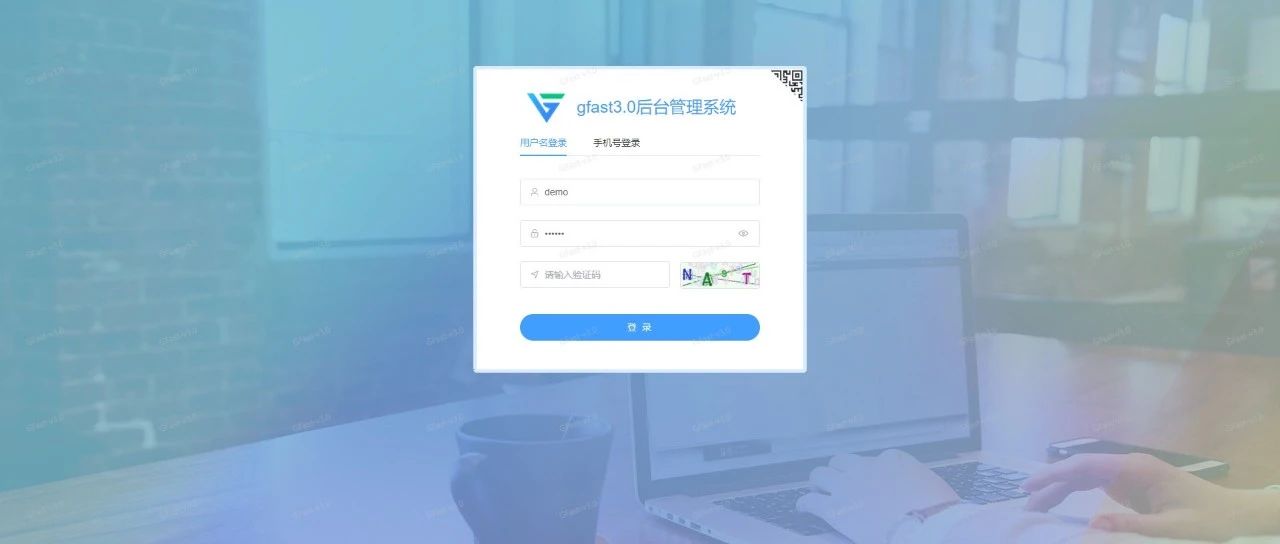 gfast3.0后台管理系统
用户名登录 手机号登录
demo
••••••
请输入验证码
登 录